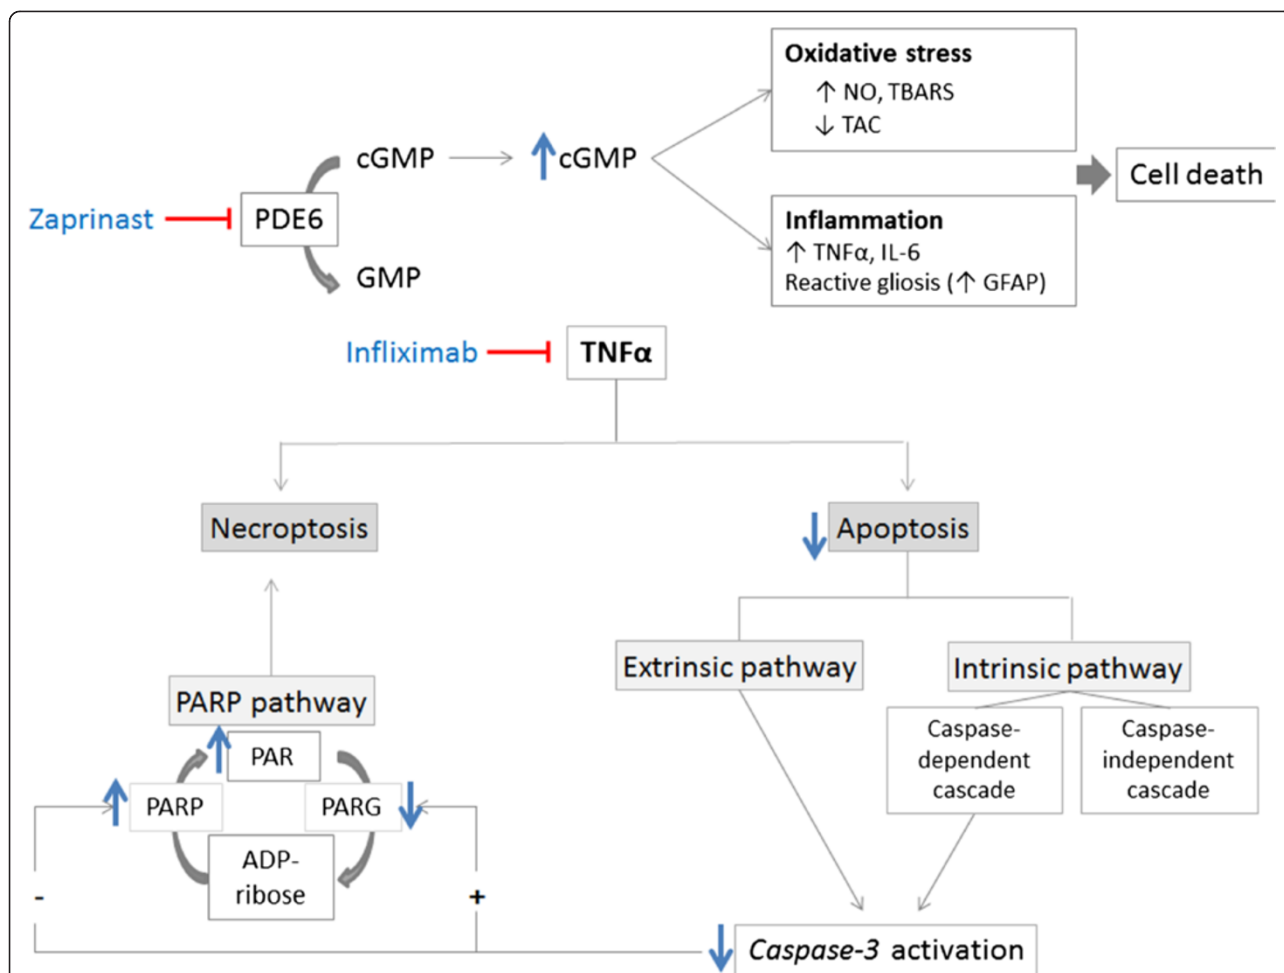 Oxidative stress
↑ NO, TBARS
↓ TAC
cGMP
↑cGMP
Cell death
Zaprinast
PDE6
Inflammation
↑ TNFα, IL-6
Reactive gliosis (↑ GFAP)
GMP
Infliximab
TNFα
Necroptosis
↓ Apoptosis
Extrinsic pathway
Intrinsic pathway
PARP pathway
Caspase-
dependent
cascade
Caspase-
independent
cascade
↑ PAR
↑ PARP
PARG ↓
ADP-
ribose
-
+
↓ Caspase-3 activation